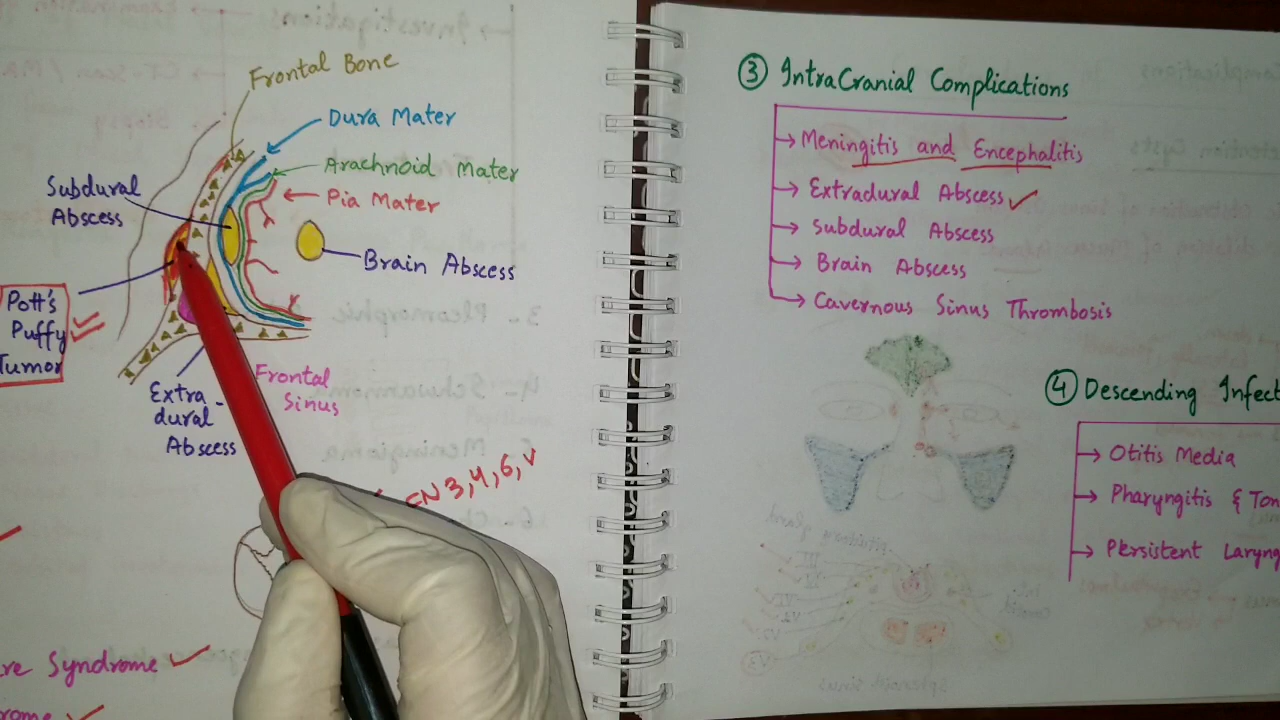 Frontal Bone
Dura Mater
Arachnoid Mater
Pia Mater
Subdural
Abscess
Brain Abscess
Pott's
Puffy
Tumor
Frontal
Sinus
Extra-
dural
Abscess
CN 3,4,6, V
re Syndrome
rome
③ IntraCranial Complications
→ Meningitis and Encephalitis
→ Extradural Abscess
→ Subdural Abscess
→ Brain Abscess
→ Cavernous Sinus Thrombosis
④ Descending Infect
→ Otitis Media
→ Pharyngitis & Ton
→ Persistent Laryng